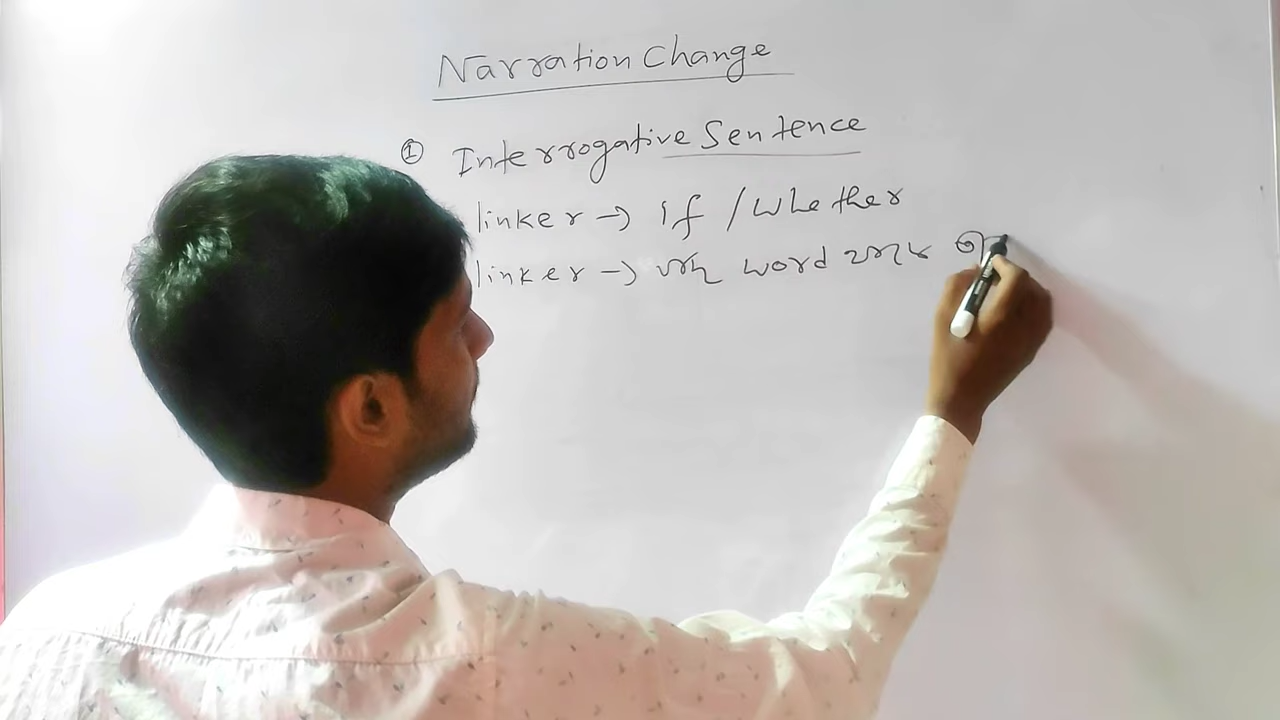 Narration Change
① Interrogative Sentence
linker → if / whether
linker → wh word থাকে